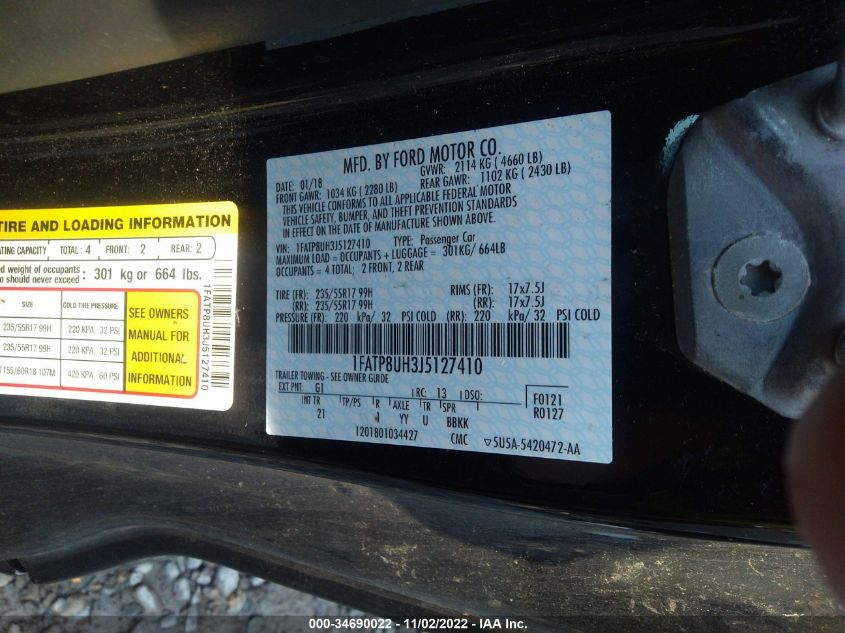 TIRE AND LOADING INFORMATION
ATING CAPACITY TOTAL : 4 FRONT: 2 REAR: 2
d weight of occupants : 301 kg or 664 lbs.
o should never exceed :
SIZE COLD TIRE PRESSURE
235/55R17 99H 220 KPA, 32 PSI
235/55R17 99H 220 KPA, 32 PSI
T155/60R18 107M 420 KPA, 60 PSI
SEE OWNERS
MANUAL FOR
ADDITIONAL
INFORMATION
1FATP8UH3J5127410
MFD. BY FORD MOTOR CO.
DATE: 01/18 GVWR: 2114 KG ( 4660 LB)
FRONT GAWR: 1034 KG ( 2280 LB) REAR GAWR: 1102 KG ( 2430 LB)
THIS VEHICLE CONFORMS TO ALL APPLICABLE FEDERAL MOTOR
VEHICLE SAFETY, BUMPER, AND THEFT PREVENTION STANDARDS
IN EFFECT ON THE DATE OF MANUFACTURE SHOWN ABOVE.
VIN: 1FATP8UH3J5127410 TYPE: Passenger Car
MAXIMUM LOAD = OCCUPANTS + LUGGAGE = 301KG/ 664LB
OCCUPANTS = 4 TOTAL; 2 FRONT, 2 REAR
TIRE (FR): 235/55R17 99H RIMS (FR): 17x7.5J
(RR): 235/55R17 99H (RR): 17x7.5J
PRESSURE (FR): 220 kPa/ 32 PSI COLD (RR): 220 kPa/ 32 PSI COLD
1FATP8UH3J5127410
TRAILER TOWING - SEE OWNER GUIDE
EXT PNT: G1 RC: 13 DSO: F0121
INT TR TP/PS R AXLE TR SPR R0127
21 J YY U BBKK
1201801034427 CMC ▽5U5A-5420472-AA
000-34690022 - 11/02/2022 - IAA Inc.